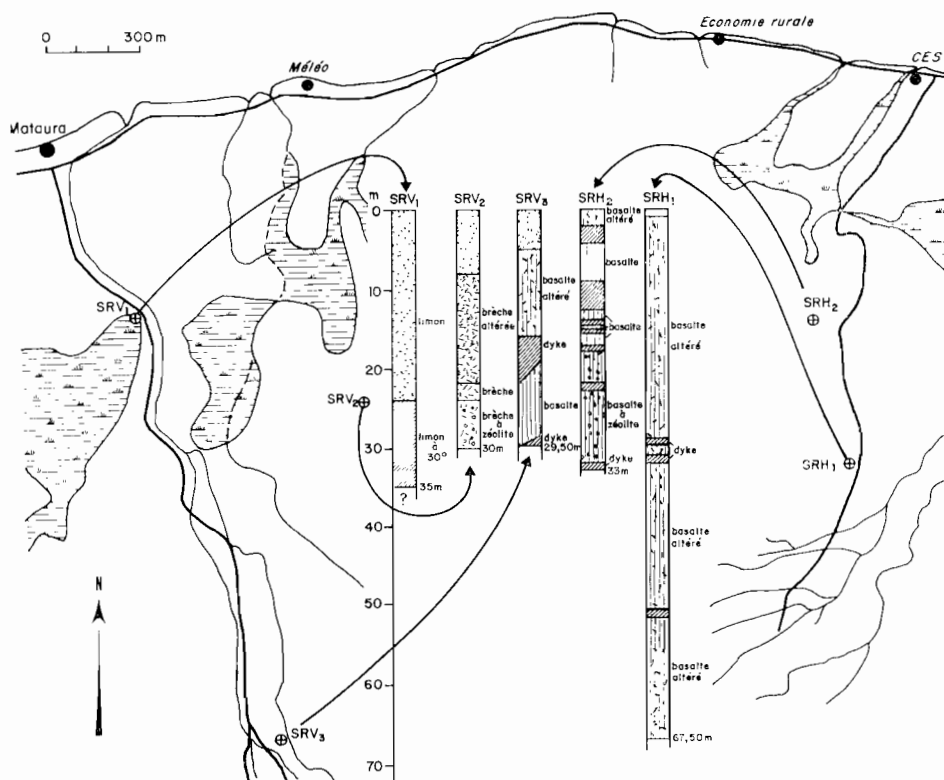 0 300 m
Économie rurale
CES
Météo
Mataura
m
SRV1
SRV2
SRV3
SRH2
SRH1
0
10
20
30
40
50
60
70
limon
limon
à
30°
35m
?
brèche
altérée
brèche
brèche
à
zéolite
30m
basalte
altéré
dyke
basalte
dyke
29,50m
basalte
altéré
basalte
basalte
basalte
à
zéolite
dyke
33m
basalte
altéré
dyke
basalte
altéré
basalte
altéré
67,50m
SRV1
SRV2
SRV3
SRH2
SRH1
N